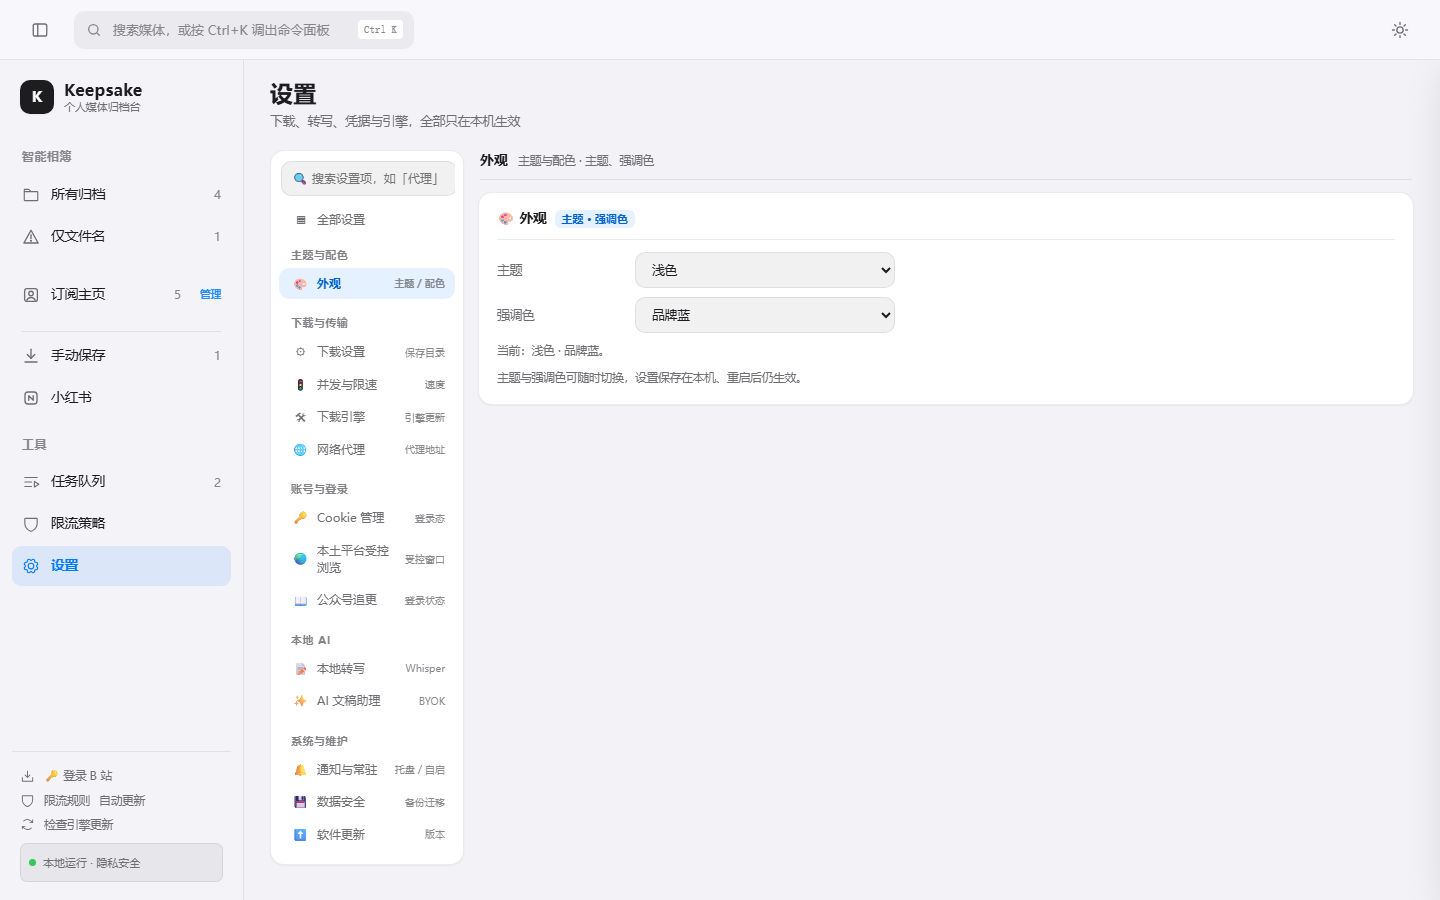 搜索媒体，或按 Ctrl+K 调出命令面板 Ctrl K
K Keepsake
个人媒体归档台
智能相簿
所有归档 4
仅文件名 1
订阅主页 5 管理
手动保存 1
小红书
工具
任务队列 2
限流策略
设置
🔑 登录 B 站
限流规则 自动更新
检查引擎更新
本地运行 · 隐私安全
设置
下载、转写、凭据与引擎，全部只在本机生效
搜索设置项，如「代理」
全部设置
主题与配色
外观 主题 / 配色
下载与传输
下载设置 保存目录
并发与限速 速度
下载引擎 引擎更新
网络代理 代理地址
账号与登录
Cookie 管理 登录态
本土平台受控
浏览 受控窗口
公众号追更 登录状态
本地 AI
本地转写 Whisper
AI 文稿助理 BYOK
系统与维护
通知与常驻 托盘 / 自启
数据安全 备份迁移
软件更新 版本
外观 主题与配色 · 主题、强调色
外观 主题・强调色
主题 浅色
强调色 品牌蓝
当前：浅色 · 品牌蓝。
主题与强调色可随时切换，设置保存在本机、重启后仍生效。